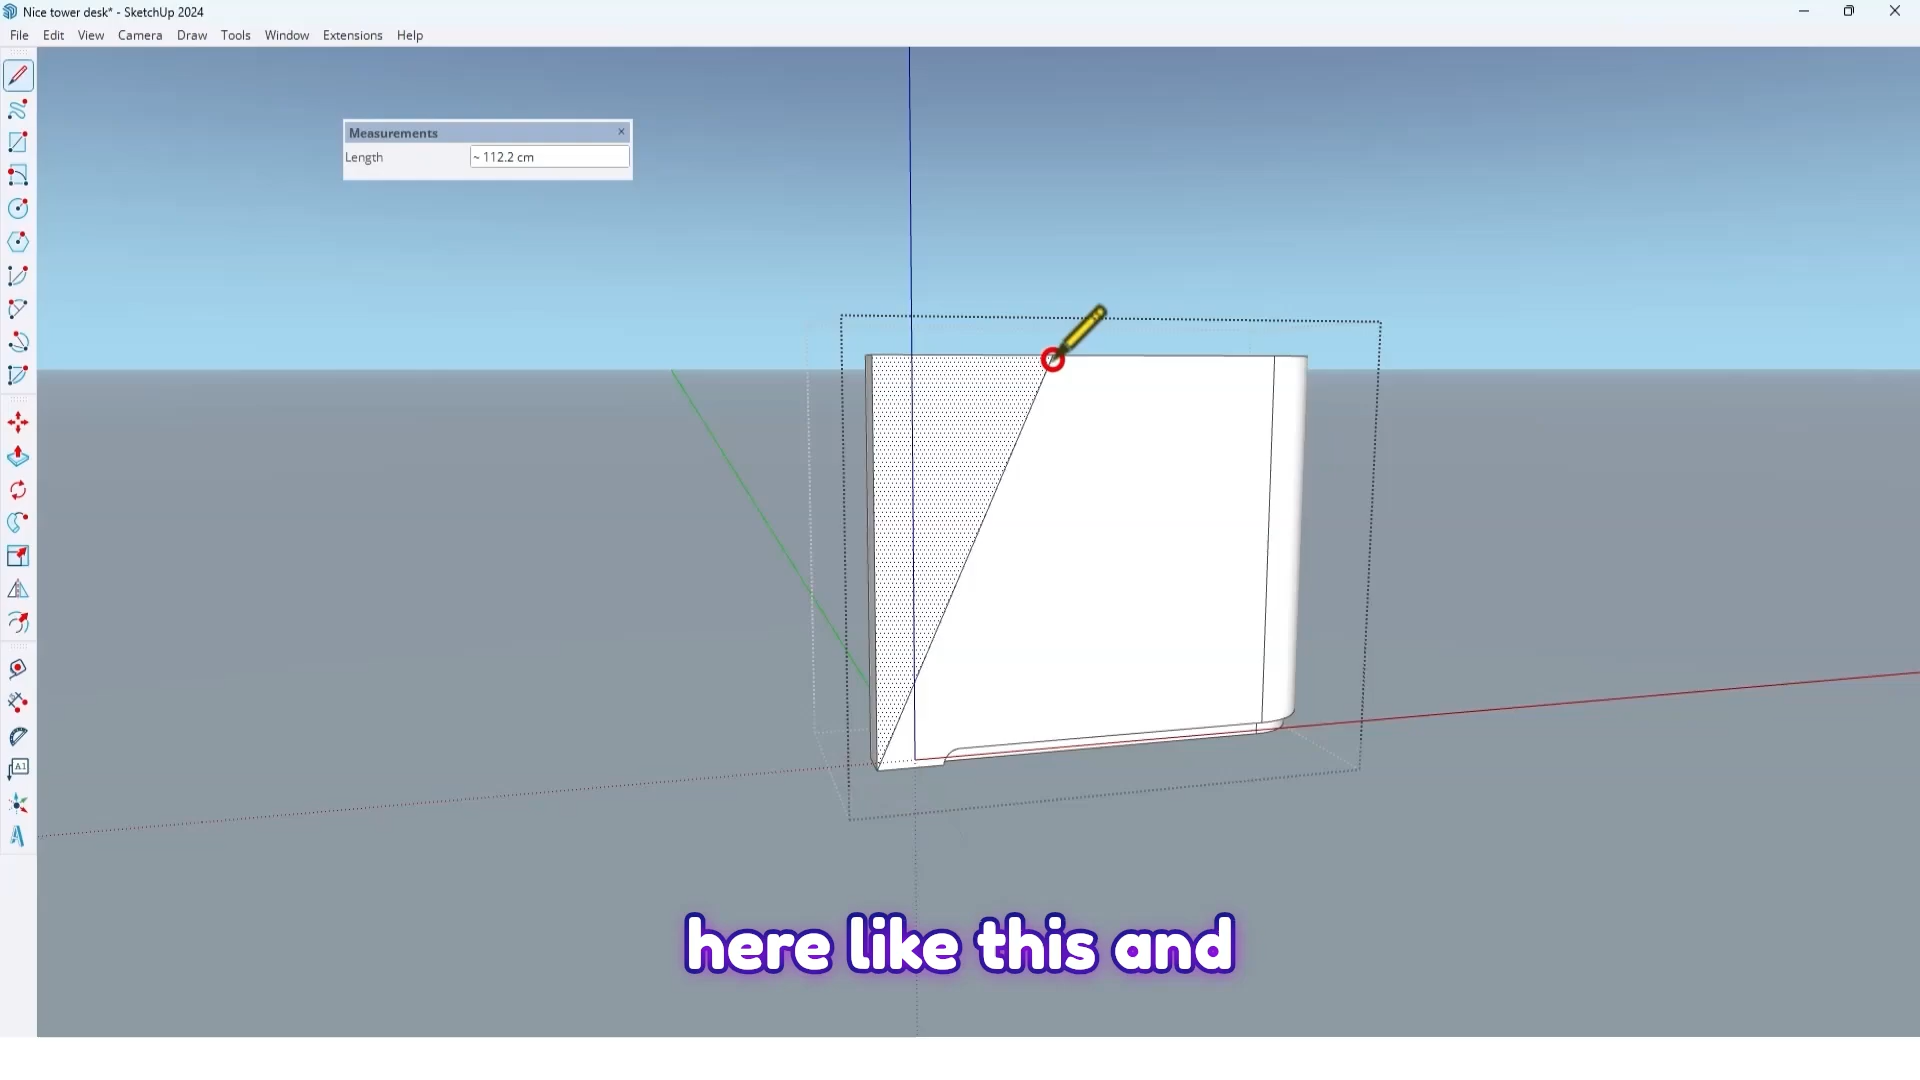 Nice tower desk* - SketchUp 2024
File Edit View Camera Draw Tools Window Extensions Help
Measurements
Length ~ 112.2 cm
A1
here like this and